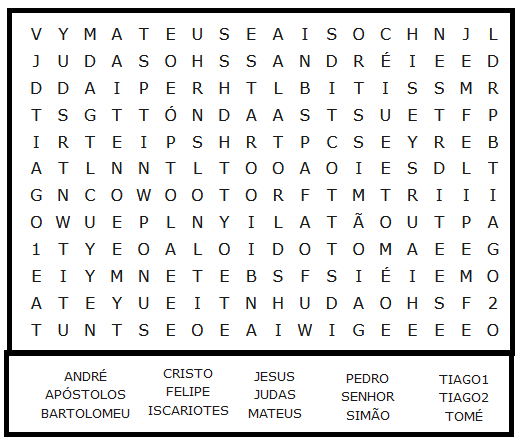 V Y M A T E U S E A I S O C H N J L
J U D A S O H S S A N D R É I E E D
D D A I P E R H T L B I T I S S M R
T S G T T Ó N D A A S T S U E T F P
I R T E I P S H R T P C S E Y R E B
A T L N N T L T O O A O I E S D L T
G N C O W O O T O R F T M T R I I I
O W U E P L N Y I L A T Ã O U T P A
1 T Y E O A L O I D O T O M A E E G
E I Y M N E T E B S F S I É I E M O
A T E Y U E I T N H U D A O H S F 2
T U N T S E O E A I W I G E E E E O
ANDRÉ CRISTO JESUS PEDRO TIAGO1
APÓSTOLOS FELIPE JUDAS SENHOR TIAGO2
BARTOLOMEU ISCARIOTES MATEUS SIMÃO TOMÉ